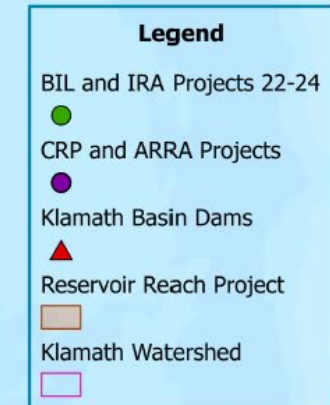 Legend
BIL and IRA Projects 22-24
CRP and ARRA Projects
Klamath Basin Dams
Reservoir Reach Project
Klamath Watershed